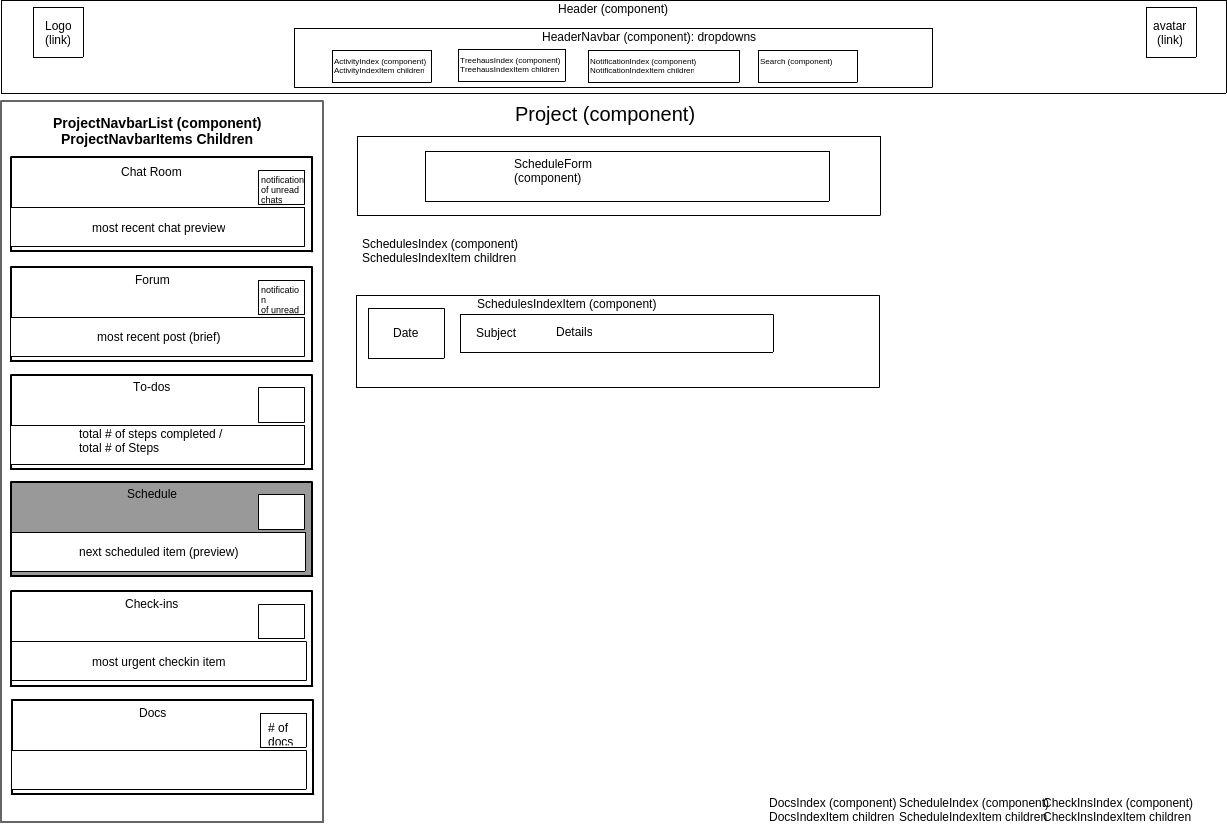 Header (component)
Logo
(link)
HeaderNavbar (component): dropdowns
avatar
(link)
ActivityIndex (component)
ActivityIndexItem children
TreehausIndex (component)
TreehausIndexItem children
NotificationIndex (component)
NotificationIndexItem children
Search (component)
ProjectNavbarList (component)
ProjectNavbarItems Children
Chat Room
notification
of unread
chats
most recent chat preview
Forum
notificatio
n
of unread
most recent post (brief)
To-dos
total # of steps completed /
total # of Steps
Schedule
next scheduled item (preview)
Check-ins
most urgent checkin item
Docs
# of
docs
Project (component)
ScheduleForm
(component)
SchedulesIndex (component)
SchedulesIndexItem children
SchedulesIndexItem (component)
Date
Subject
Details
DocsIndex (component)
DocsIndexItem children
ScheduleIndex (component)
ScheduleIndexItem children
CheckInsIndex (component)
CheckInsIndexItem children